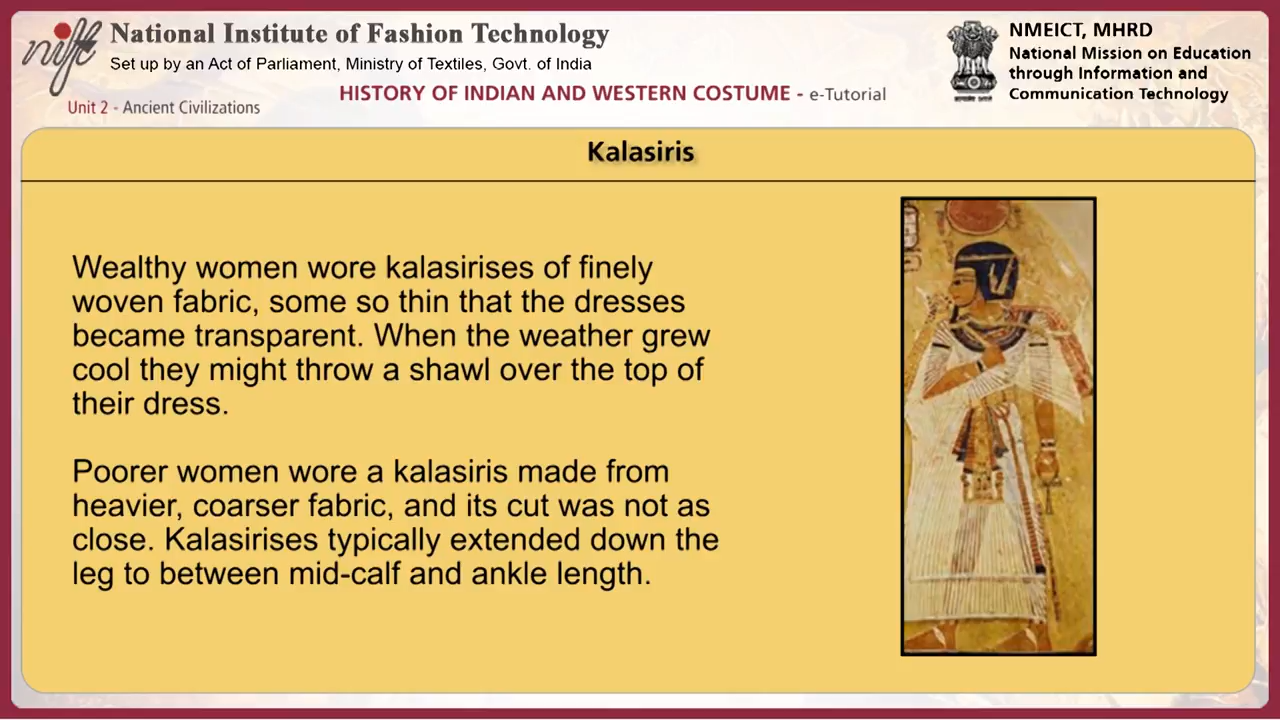 nift
National Institute of Fashion Technology
Set up by an Act of Parliament, Ministry of Textiles, Govt. of India
Unit 2 - Ancient Civilizations
HISTORY OF INDIAN AND WESTERN COSTUME - e-Tutorial
NMEICT, MHRD
National Mission on Education
through Information and
Communication Technology
Kalasiris
Wealthy women wore kalasirises of finely
woven fabric, some so thin that the dresses
became transparent. When the weather grew
cool they might throw a shawl over the top of
their dress.
Poorer women wore a kalasiris made from
heavier, coarser fabric, and its cut was not as
close. Kalasirises typically extended down the
leg to between mid-calf and ankle length.